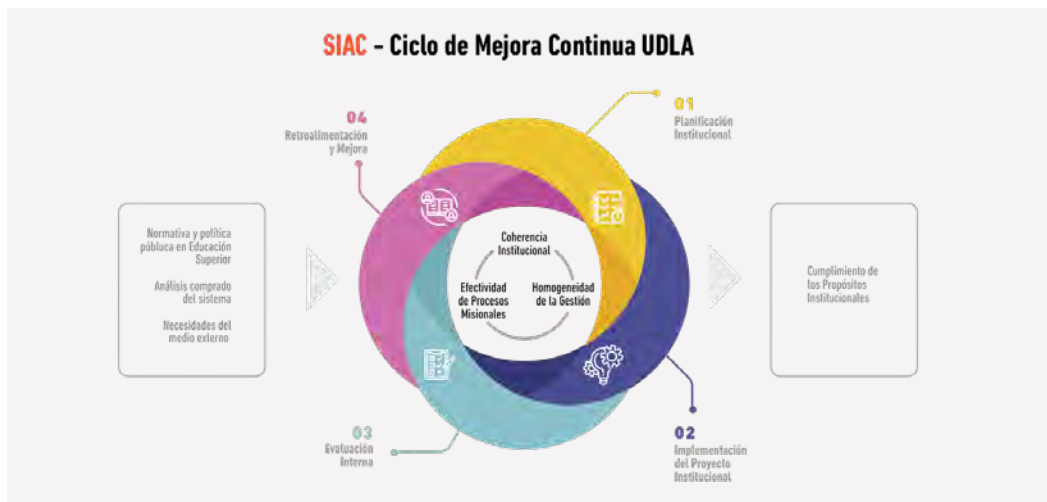 SIAC - Ciclo de Mejora Continua UDLA
04
Retroalimentación
y Mejora
01
Planificación
Institucional
Normativa y política
públuca en Educación
Superior
Análisis comprado
del sistema
Necesidades del
medio externo
Coherencia
Institucional
Efectividad
de Procesos
Misionales
Homogeneidad
de la Gestión
Cumplimiento de
los Propósitos
Institucionales
03
Evaluación
Interna
02
Implementación
del Proyecto
Institucional